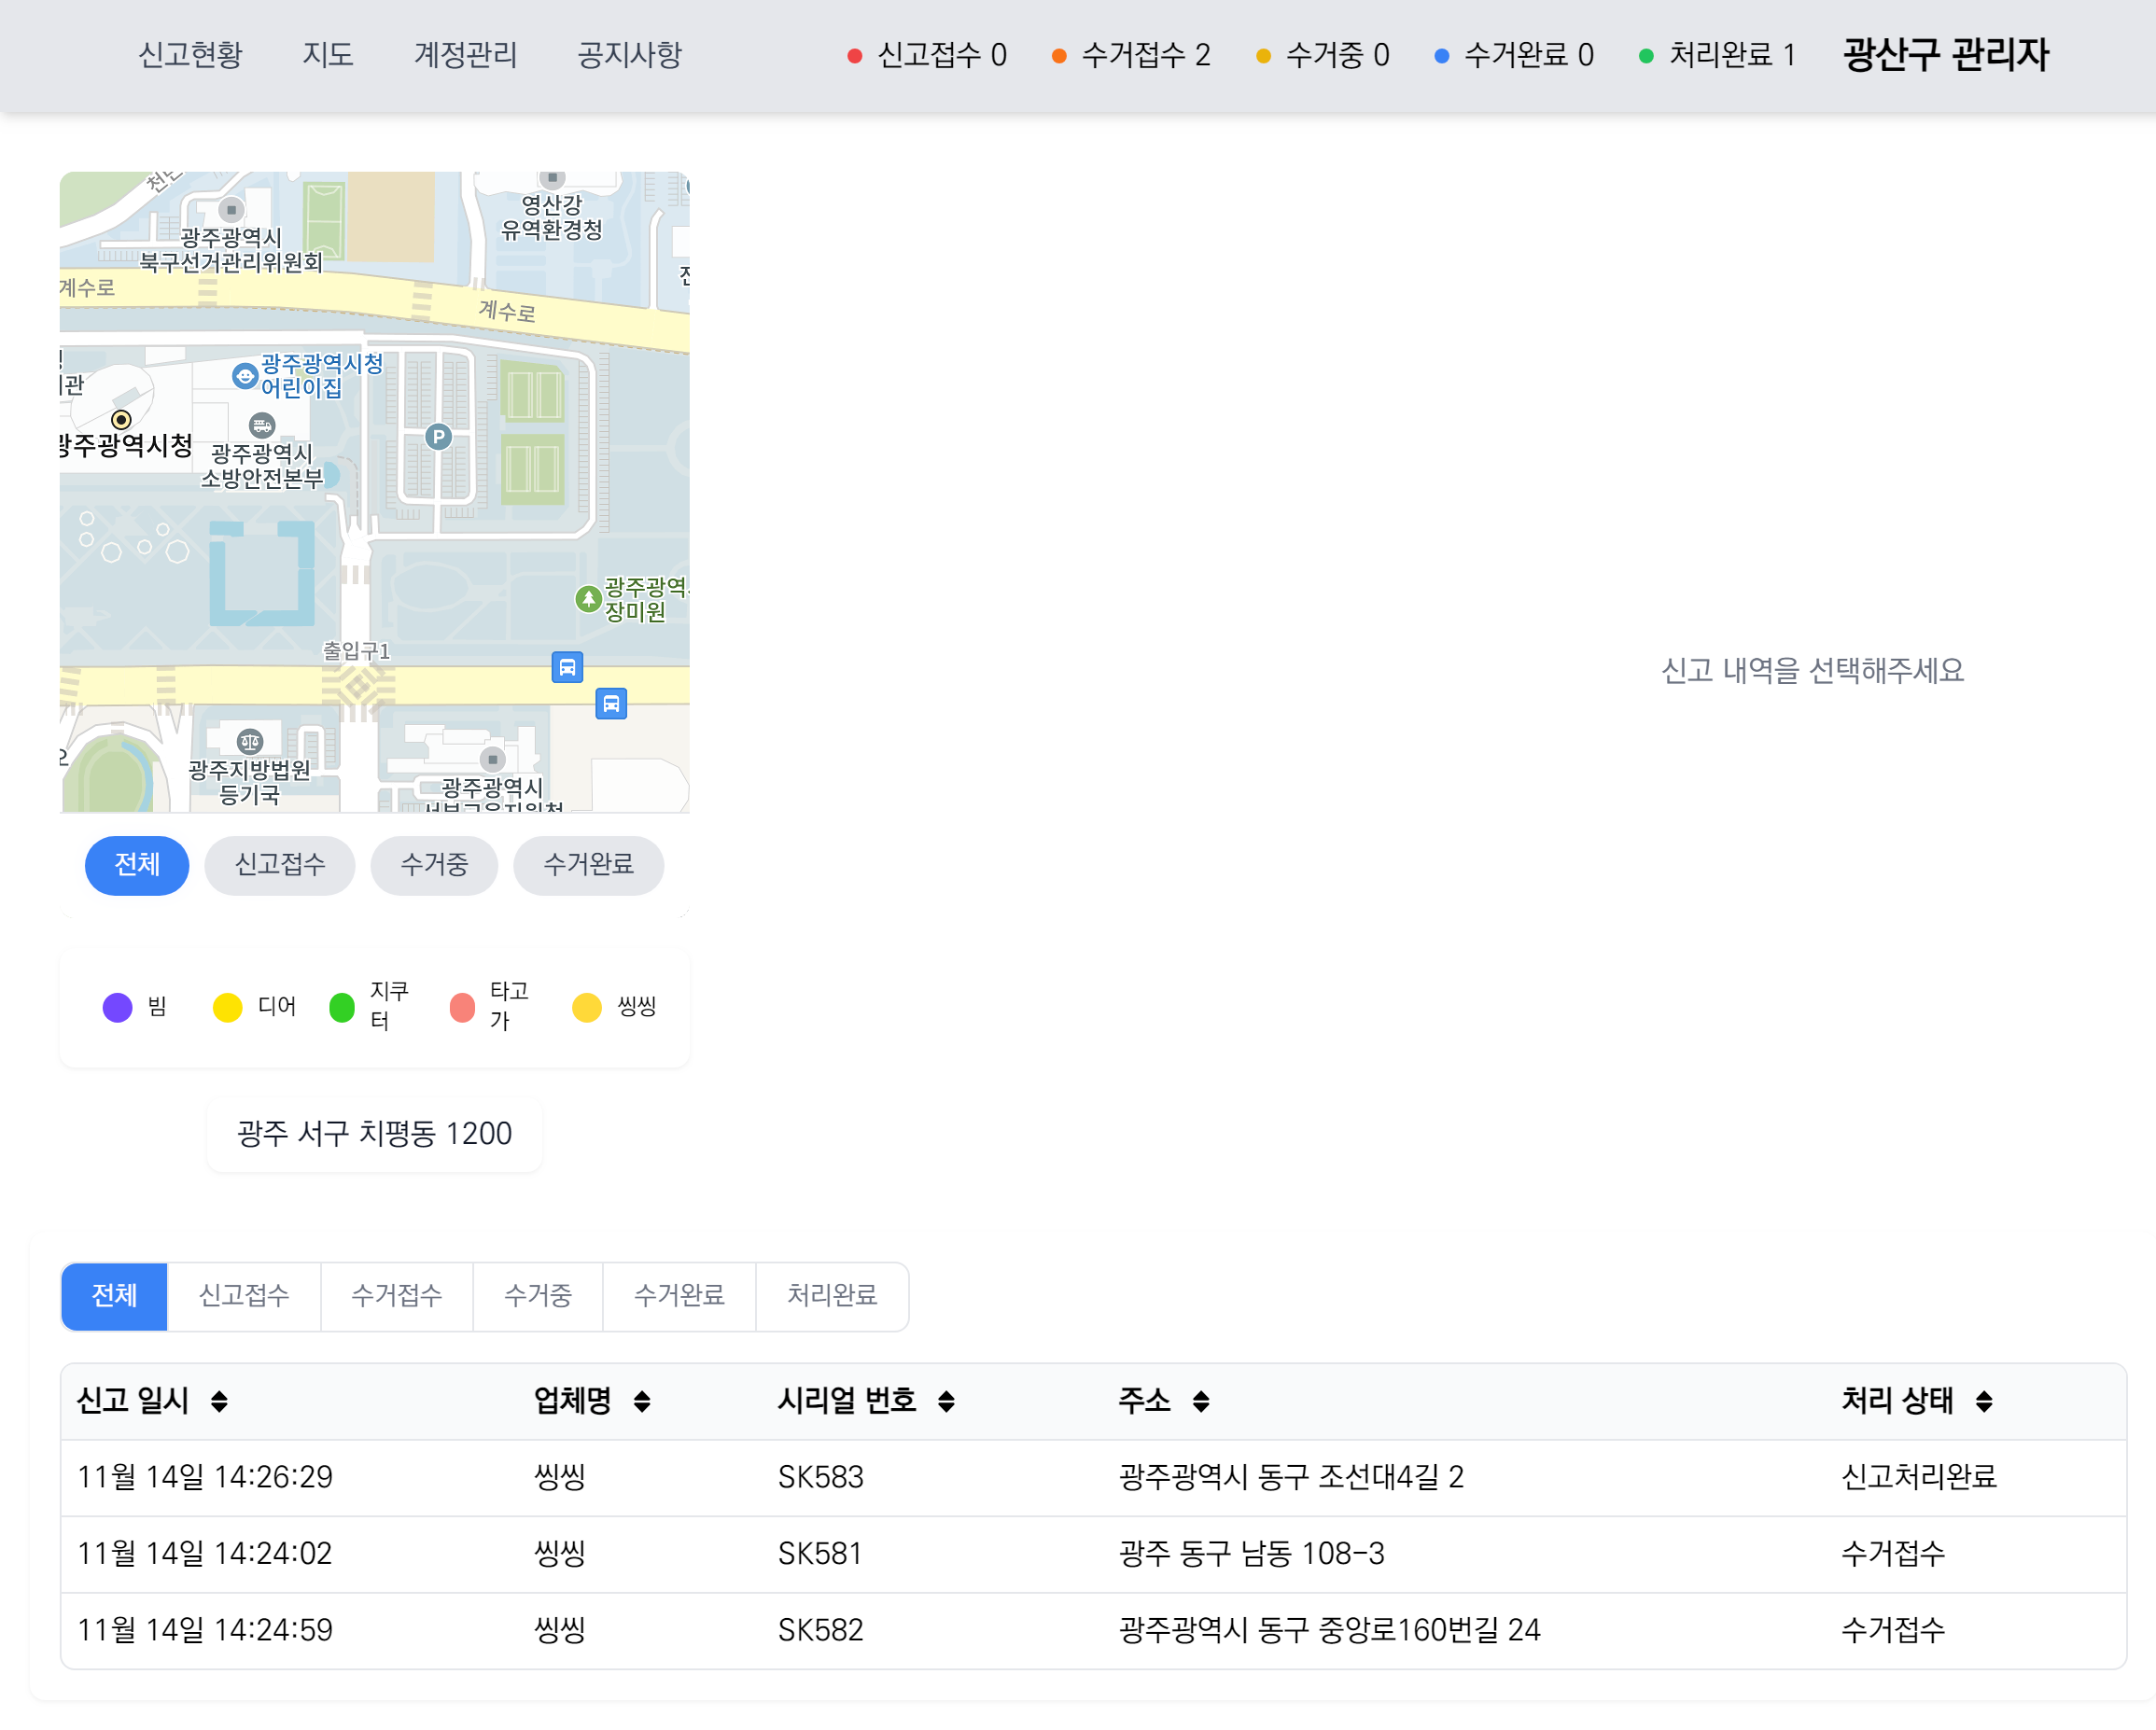 신고현황 지도 계정관리 공지사항 신고접수 0 수거접수 2 수거중 0 수거완료 0 처리완료 1 광산구 관리자
영산강
유역환경청
광주광역시
북구선거관리위원회
계수로
계수로
광주광역시청
어린이집
관
P
광주광역시청
광주광역시
소방안전본부
광주광역
장미원
출입구1
광주지방법원
등기국
광주광역시
신고 내역을 선택해주세요
전체 신고접수 수거중 수거완료
빔 디어 지쿠터 타고가 씽씽
광주 서구 치평동 1200
전체 신고접수 수거접수 수거중 수거완료 처리완료
신고 일시 업체명 시리얼 번호 주소 처리 상태
11월 14일 14:26:29 씽씽 SK583 광주광역시 동구 조선대4길 2 신고처리완료
11월 14일 14:24:02 씽씽 SK581 광주 동구 남동 108-3 수거접수
11월 14일 14:24:59 씽씽 SK582 광주광역시 동구 중앙로160번길 24 수거접수